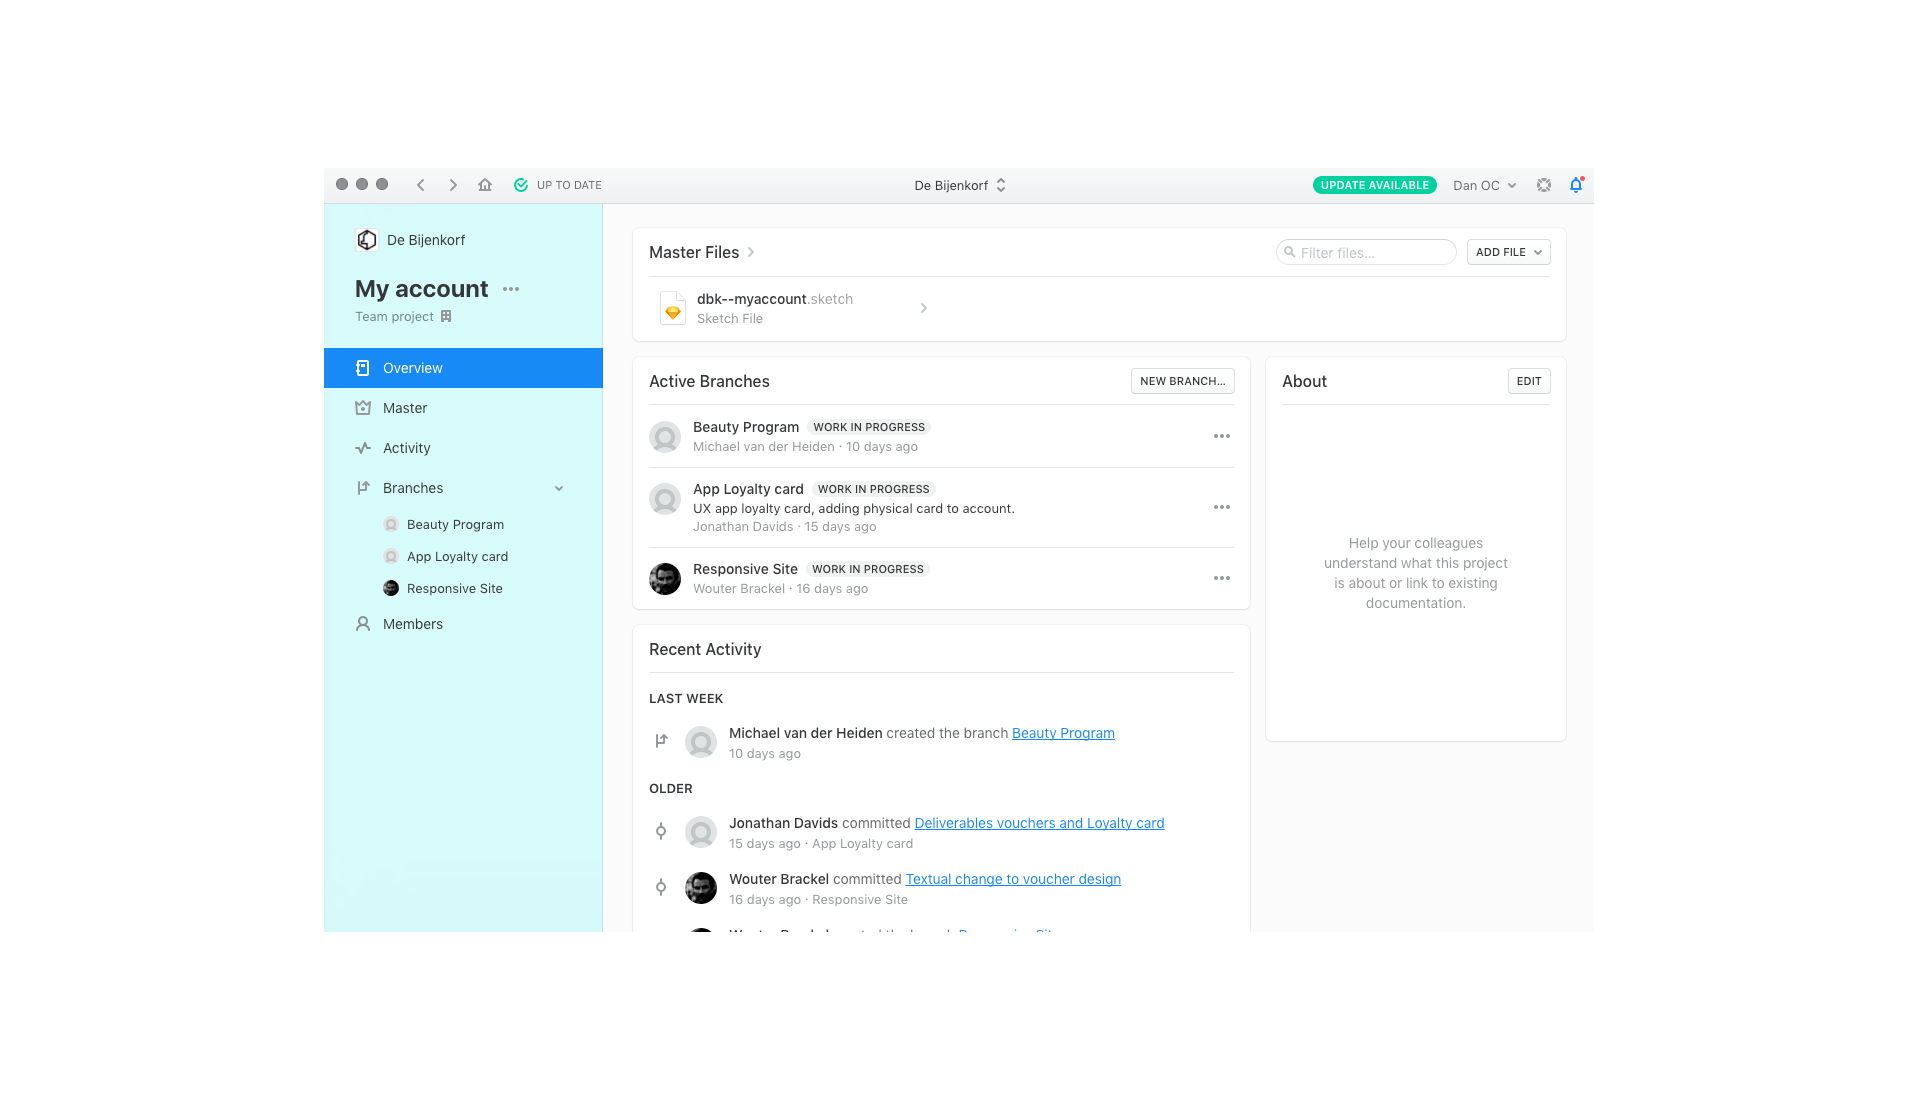 UP TO DATE
De Bijenkorf
UPDATE AVAILABLE
Dan OC
De Bijenkorf
My account
Team project
Overview
Master
Activity
Branches
Beauty Program
App Loyalty card
Responsive Site
Members
Master Files
Filter files...
ADD FILE
dbk--myaccount.sketch
Sketch File
Active Branches
NEW BRANCH...
Beauty Program WORK IN PROGRESS
Michael van der Heiden · 10 days ago
App Loyalty card WORK IN PROGRESS
UX app loyalty card, adding physical card to account.
Jonathan Davids · 15 days ago
Responsive Site WORK IN PROGRESS
Wouter Brackel · 16 days ago
About
EDIT
Help your colleagues
understand what this project
is about or link to existing
documentation.
Recent Activity
LAST WEEK
Michael van der Heiden created the branch Beauty Program
10 days ago
OLDER
Jonathan Davids committed Deliverables vouchers and Loyalty card
15 days ago · App Loyalty card
Wouter Brackel committed Textual change to voucher design
16 days ago · Responsive Site